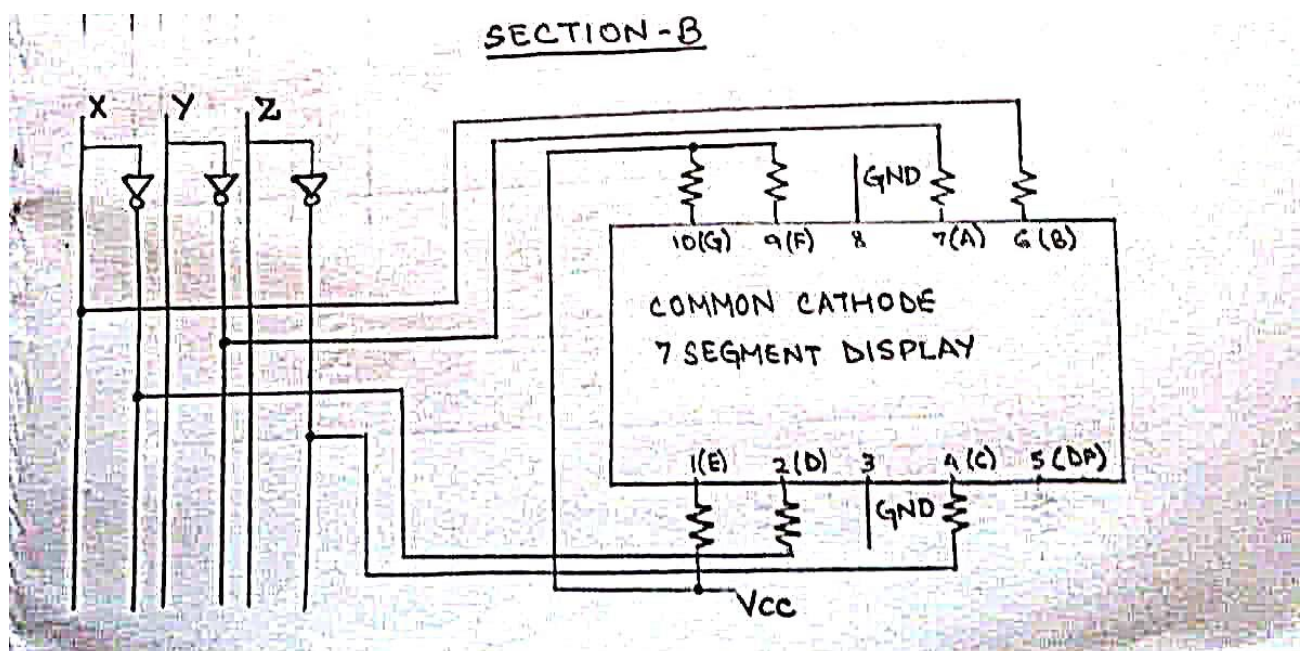 SECTION-B
X Y Z
GND
10(G) 9(F) 8 7(A) 6(B)
COMMON CATHODE
7 SEGMENT DISPLAY
1(E) 2(D) 3 4(C) 5(DP)
GND
Vcc